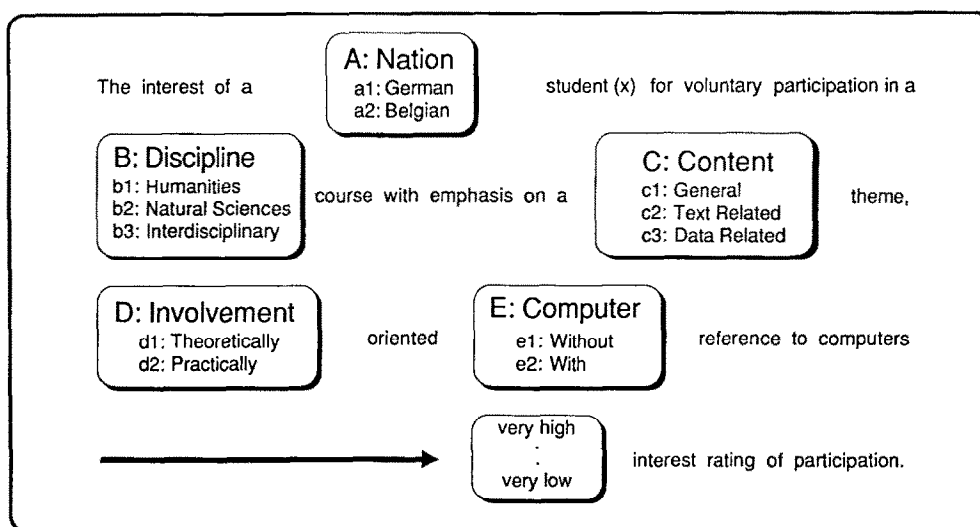 A: Nation
The interest of a a1: German student (x) for voluntary participation in a
a2: Belgian
B: Discipline C: Content
b1: Humanities course with emphasis on a c1: General theme,
b2: Natural Sciences c2: Text Related
b3: Interdisciplinary c3: Data Related
D: Involvement E: Computer
d1: Theoretically oriented e1: Without reference to computers
d2: Practically e2: With
very high
.
. interest rating of participation.
very low